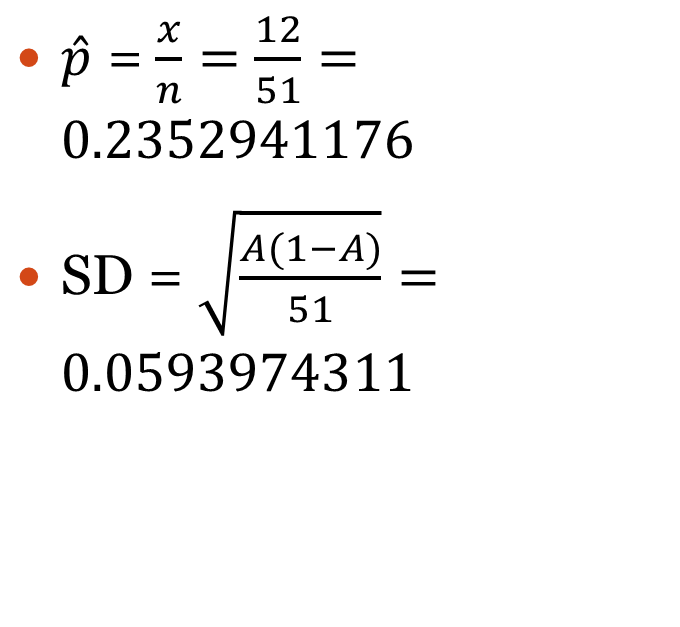 • p̂ = x/n = 12/51 =
0.2352941176
• SD = √(A(1−A)/51) =
0.0593974311